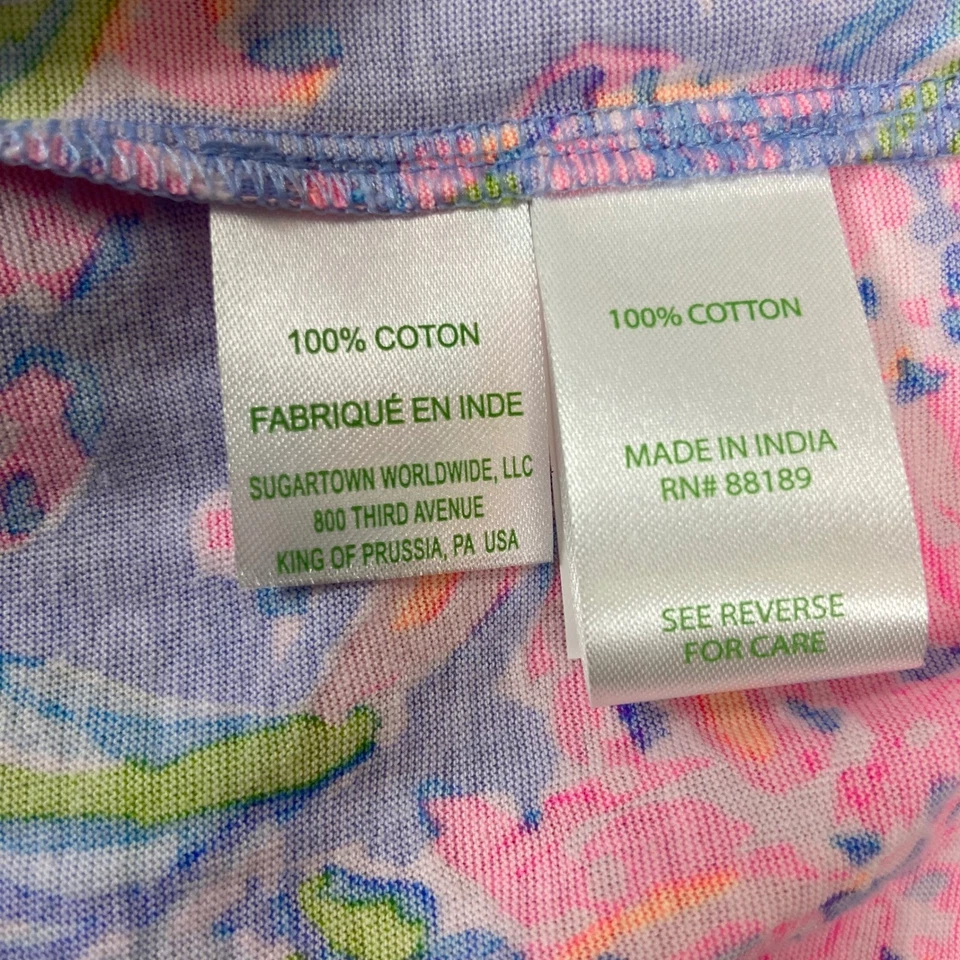 100% COTON
FABRIQUÉ EN INDE
SUGARTOWN WORLDWIDE, LLC
800 THIRD AVENUE
KING OF PRUSSIA, PA USA
100% COTTON
MADE IN INDIA
RN# 88189
SEE REVERSE
FOR CARE